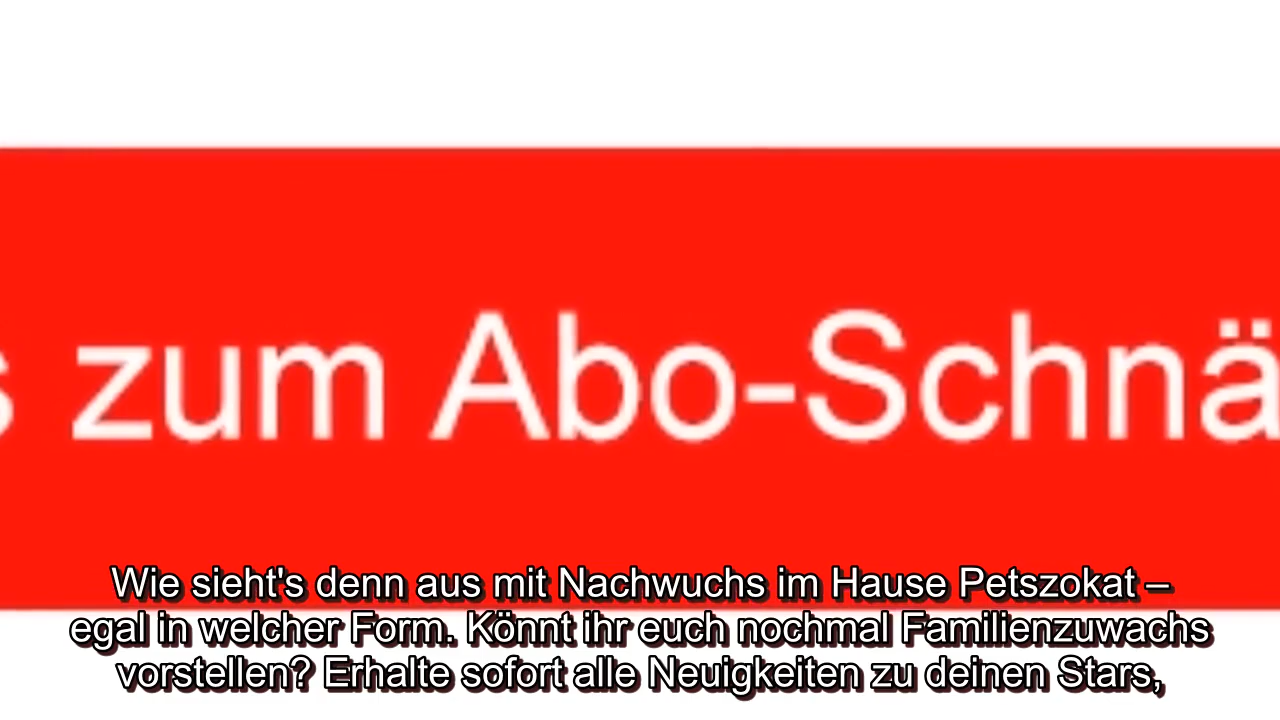 s zum Abo-Schnä
Wie sieht's denn aus mit Nachwuchs im Hause Petszokat –
egal in welcher Form. Könnt ihr euch nochmal Familienzuwachs
vorstellen? Erhalte sofort alle Neuigkeiten zu deinen Stars,